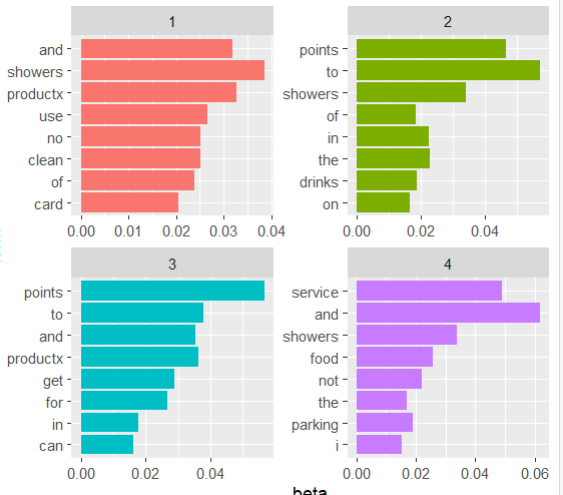 1
and
showers
productx
use
no
clean
of
card
0.00 0.01 0.02 0.03 0.04
2
points
to
showers
of
in
the
drinks
on
0.00 0.02 0.04
3
points
to
and
productx
get
for
in
can
0.00 0.02 0.04
4
service
and
showers
food
not
the
parking
i
0.00 0.02 0.04 0.06
beta